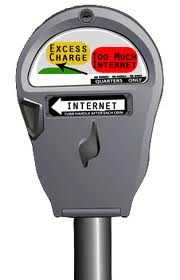 EXCESS
CHARGE
TOO MUCH
INTERNET
QUARTERS ONLY
INTERNET
TURN HANDLE AFTER EACH COIN